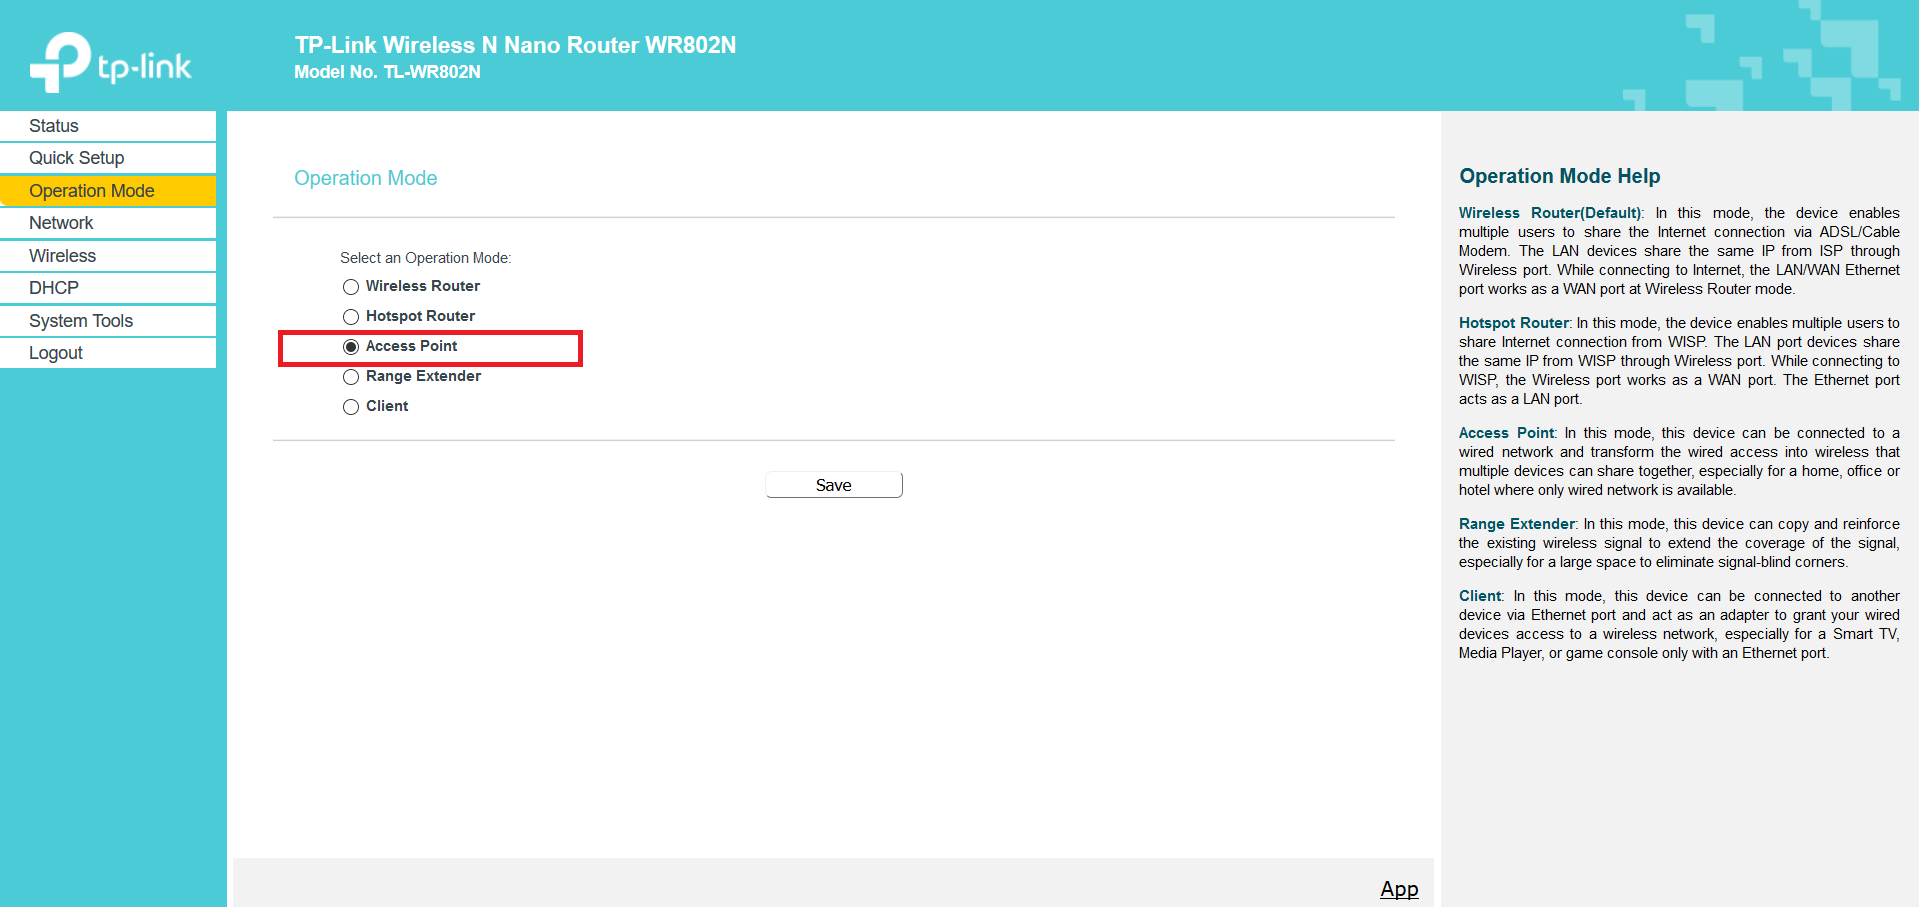 tp-link
TP-Link Wireless N Nano Router WR802N
Model No. TL-WR802N
Status
Quick Setup
Operation Mode
Network
Wireless
DHCP
System Tools
Logout
Operation Mode
Select an Operation Mode:
Wireless Router
Hotspot Router
Access Point
Range Extender
Client
Save
App
Operation Mode Help
Wireless Router(Default): In this mode, the device enables
multiple users to share the Internet connection via ADSL/Cable
Modem. The LAN devices share the same IP from ISP through
Wireless port. While connecting to Internet, the LAN/WAN Ethernet
port works as a WAN port at Wireless Router mode.
Hotspot Router: In this mode, the device enables multiple users to
share Internet connection from WISP. The LAN port devices share
the same IP from WISP through Wireless port. While connecting to
WISP, the Wireless port works as a WAN port. The Ethernet port
acts as a LAN port.
Access Point: In this mode, this device can be connected to a
wired network and transform the wired access into wireless that
multiple devices can share together, especially for a home, office or
hotel where only wired network is available.
Range Extender: In this mode, this device can copy and reinforce
the existing wireless signal to extend the coverage of the signal,
especially for a large space to eliminate signal-blind corners.
Client: In this mode, this device can be connected to another
device via Ethernet port and act as an adapter to grant your wired
devices access to a wireless network, especially for a Smart TV,
Media Player, or game console only with an Ethernet port.